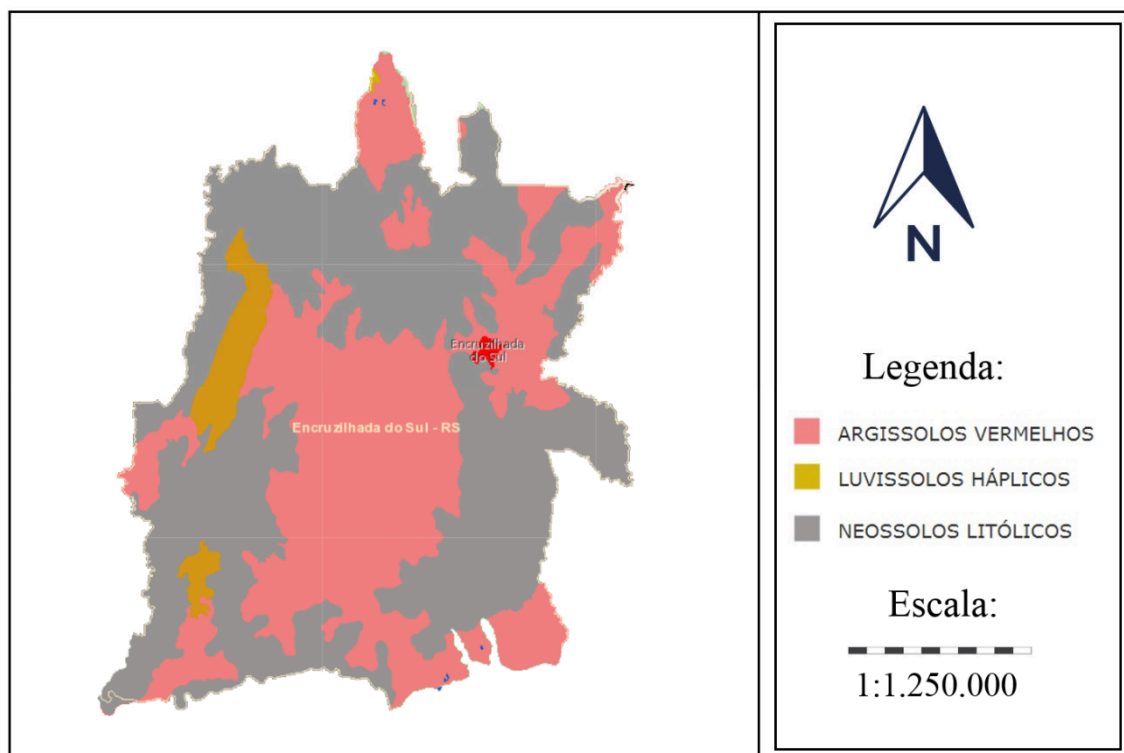 Encruzilhada
do Sul
Encruzilhada do Sul - RS
N
Legenda:
ARGISSOLOS VERMELHOS
LUVISSOLOS HÁPLICOS
NEOSSOLOS LITÓLICOS
Escala:
1:1.250.000